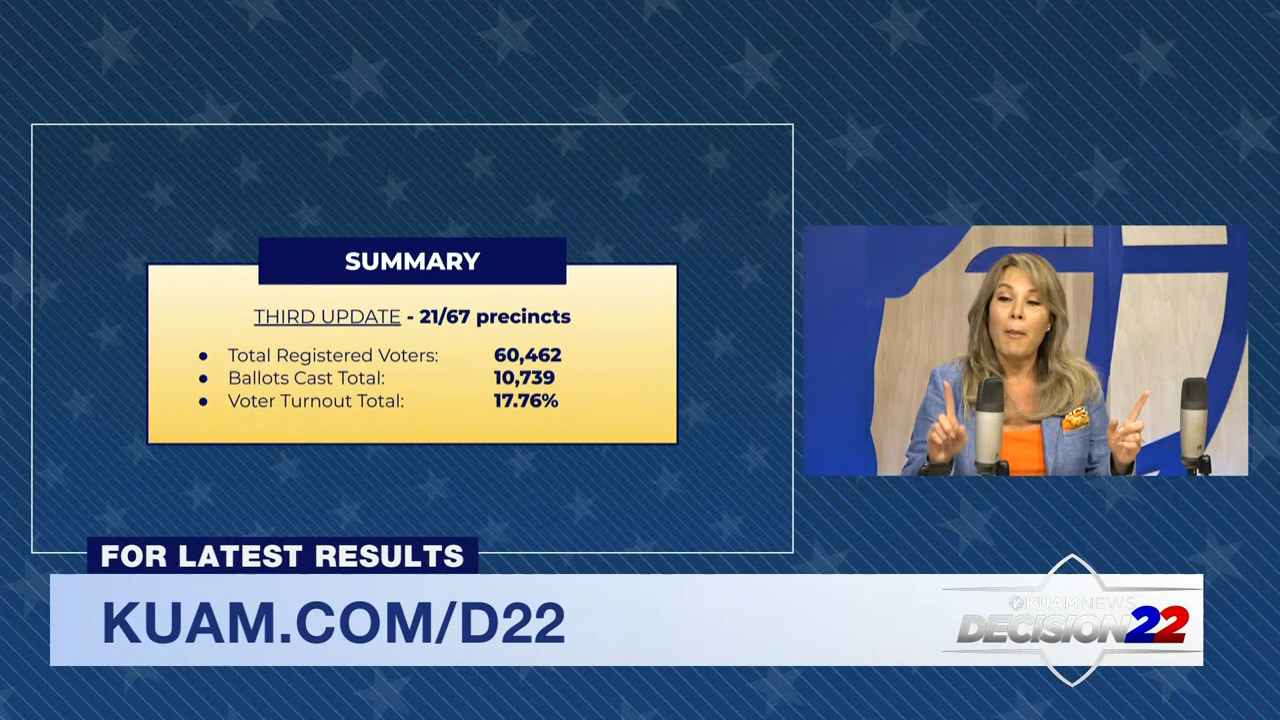 SUMMARY
THIRD UPDATE - 21/67 precincts
● Total Registered Voters: 60,462
● Ballots Cast Total: 10,739
● Voter Turnout Total: 17.76%
FOR LATEST RESULTS
KUAM.COM/D22
KUAMNEWS
DECISION22